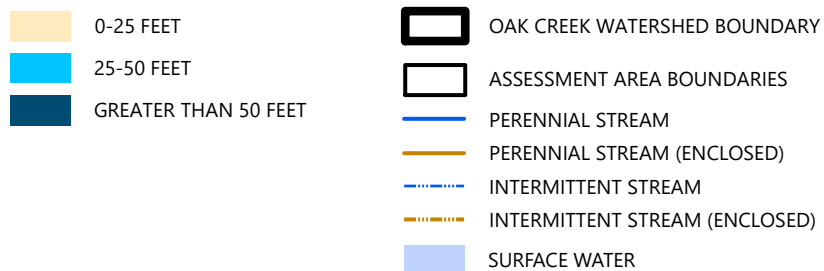 0-25 FEET
25-50 FEET
GREATER THAN 50 FEET
OAK CREEK WATERSHED BOUNDARY
ASSESSMENT AREA BOUNDARIES
PERENNIAL STREAM
PERENNIAL STREAM (ENCLOSED)
INTERMITTENT STREAM
INTERMITTENT STREAM (ENCLOSED)
SURFACE WATER